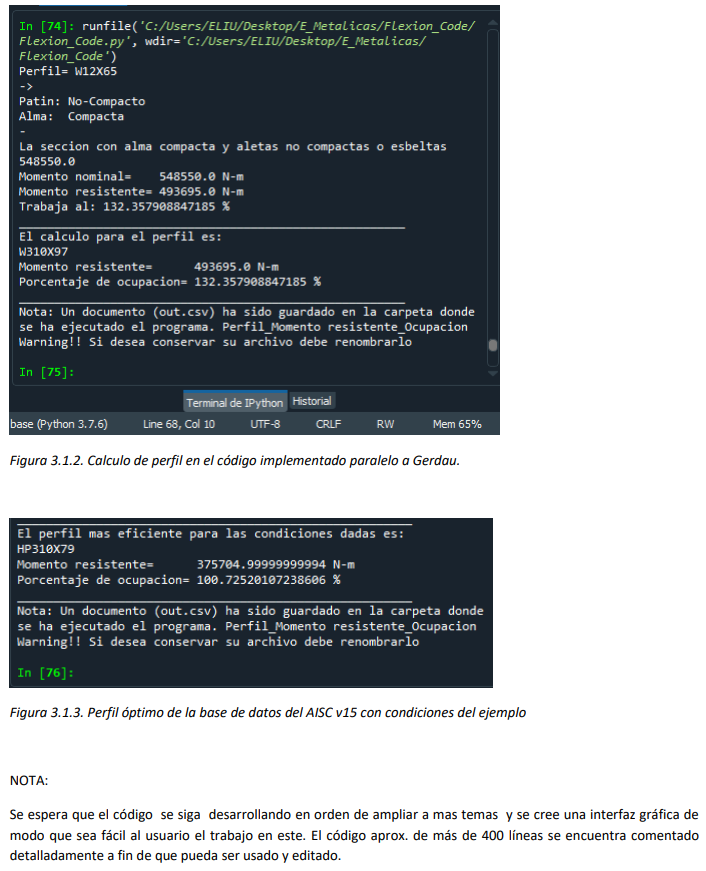 In [74]: runfile('C:/Users/ELIU/Desktop/E_Metalicas/Flexion_Code/
Flexion_Code.py', wdir='C:/Users/ELIU/Desktop/E_Metalicas/
Flexion_Code')
Perfil= W12X65
->
Patin: No-Compacto
Alma:  Compacta
-
La seccion con alma compacta y aletas no compactas o esbeltas
548550.0
Momento nominal=    548550.0 N-m
Momento resistente= 493695.0 N-m
Trabaja al: 132.357908847185 %
El calculo para el perfil es:
W310X97
Momento resistente=      493695.0 N-m
Porcentaje de ocupacion= 132.357908847185 %
Nota: Un documento (out.csv) ha sido guardado en la carpeta donde
se ha ejecutado el programa. Perfil_Momento resistente_Ocupacion
Warning!! Si desea conservar su archivo debe renombrarlo
In [75]:
Terminal de IPython Historial
base (Python 3.7.6) Line 68, Col 10 UTF-8 CRLF RW Mem 65%
Figura 3.1.2. Calculo de perfil en el código implementado paralelo a Gerdau.
El perfil mas eficiente para las condiciones dadas es:
HP310X79
Momento resistente=      375704.99999999994 N-m
Porcentaje de ocupacion= 100.72520107238606 %
Nota: Un documento (out.csv) ha sido guardado en la carpeta donde
se ha ejecutado el programa. Perfil_Momento resistente_Ocupacion
Warning!! Si desea conservar su archivo debe renombrarlo
In [76]:
Figura 3.1.3. Perfil óptimo de la base de datos del AISC v15 con condiciones del ejemplo
NOTA:
Se espera que el código se siga desarrollando en orden de ampliar a mas temas y se cree una interfaz gráfica de
modo que sea fácil al usuario el trabajo en este. El código aprox. de más de 400 líneas se encuentra comentado
detalladamente a fin de que pueda ser usado y editado.